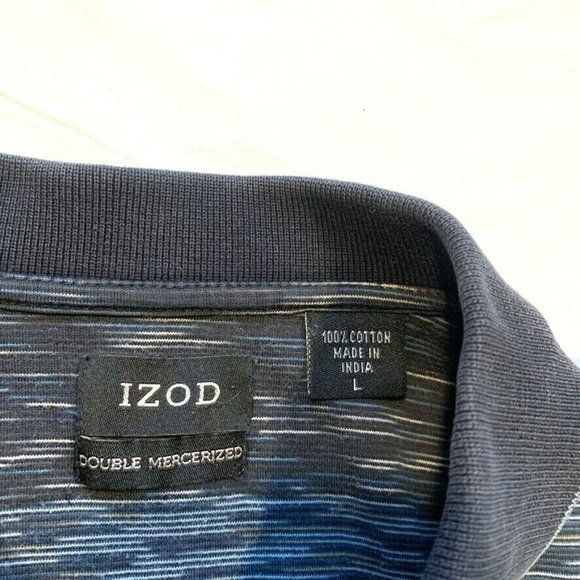 IZOD
DOUBLE MERCERIZED
100% COTTON
MADE IN
INDIA
L